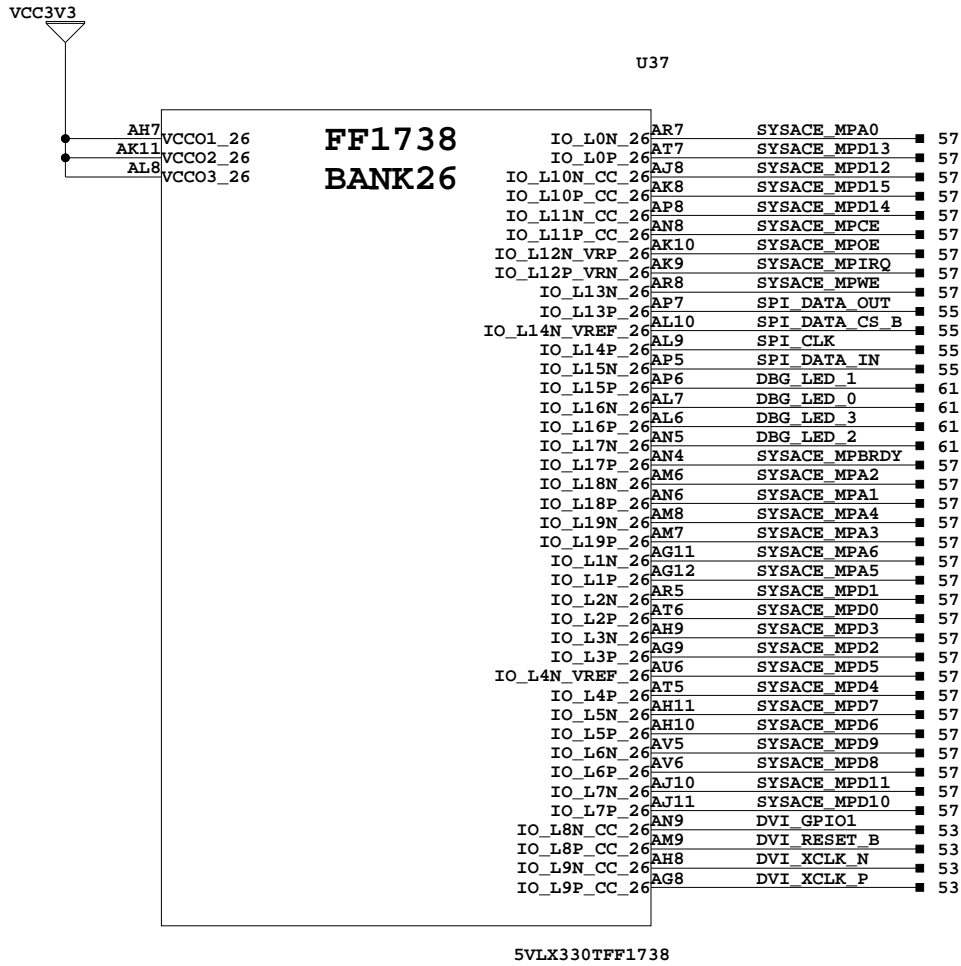 VCC3V3
U37
FF1738
BANK26
AH7 VCCO1_26
AK11 VCCO2_26
AL8 VCCO3_26
IO_L0N_26 AR7 SYSACE_MPA0 57
IO_L0P_26 AT7 SYSACE_MPD13 57
IO_L10N_CC_26 AJ8 SYSACE_MPD12 57
IO_L10P_CC_26 AK8 SYSACE_MPD15 57
IO_L11N_CC_26 AP8 SYSACE_MPD14 57
IO_L11P_CC_26 AN8 SYSACE_MPCE 57
IO_L12N_VRP_26 AK10 SYSACE_MPOE 57
IO_L12P_VRN_26 AK9 SYSACE_MPIRQ 57
IO_L13N_26 AR8 SYSACE_MPWE 57
IO_L13P_26 AP7 SPI_DATA_OUT 55
IO_L14N_VREF_26 AL10 SPI_DATA_CS_B 55
IO_L14P_26 AL9 SPI_CLK 55
IO_L15N_26 AP5 SPI_DATA_IN 55
IO_L15P_26 AP6 DBG_LED_1 61
IO_L16N_26 AL7 DBG_LED_0 61
IO_L16P_26 AL6 DBG_LED_3 61
IO_L17N_26 AN5 DBG_LED_2 61
IO_L17P_26 AN4 SYSACE_MPBRDY 57
IO_L18N_26 AM6 SYSACE_MPA2 57
IO_L18P_26 AN6 SYSACE_MPA1 57
IO_L19N_26 AM8 SYSACE_MPA4 57
IO_L19P_26 AM7 SYSACE_MPA3 57
IO_L1N_26 AG11 SYSACE_MPA6 57
IO_L1P_26 AG12 SYSACE_MPA5 57
IO_L2N_26 AR5 SYSACE_MPD1 57
IO_L2P_26 AT6 SYSACE_MPD0 57
IO_L3N_26 AH9 SYSACE_MPD3 57
IO_L3P_26 AG9 SYSACE_MPD2 57
IO_L4N_VREF_26 AU6 SYSACE_MPD5 57
IO_L4P_26 AT5 SYSACE_MPD4 57
IO_L5N_26 AH11 SYSACE_MPD7 57
IO_L5P_26 AH10 SYSACE_MPD6 57
IO_L6N_26 AV5 SYSACE_MPD9 57
IO_L6P_26 AV6 SYSACE_MPD8 57
IO_L7N_26 AJ10 SYSACE_MPD11 57
IO_L7P_26 AJ11 SYSACE_MPD10 57
IO_L8N_CC_26 AN9 DVI_GPIO1 53
IO_L8P_CC_26 AM9 DVI_RESET_B 53
IO_L9N_CC_26 AH8 DVI_XCLK_N 53
IO_L9P_CC_26 AG8 DVI_XCLK_P 53
5VLX330TFF1738